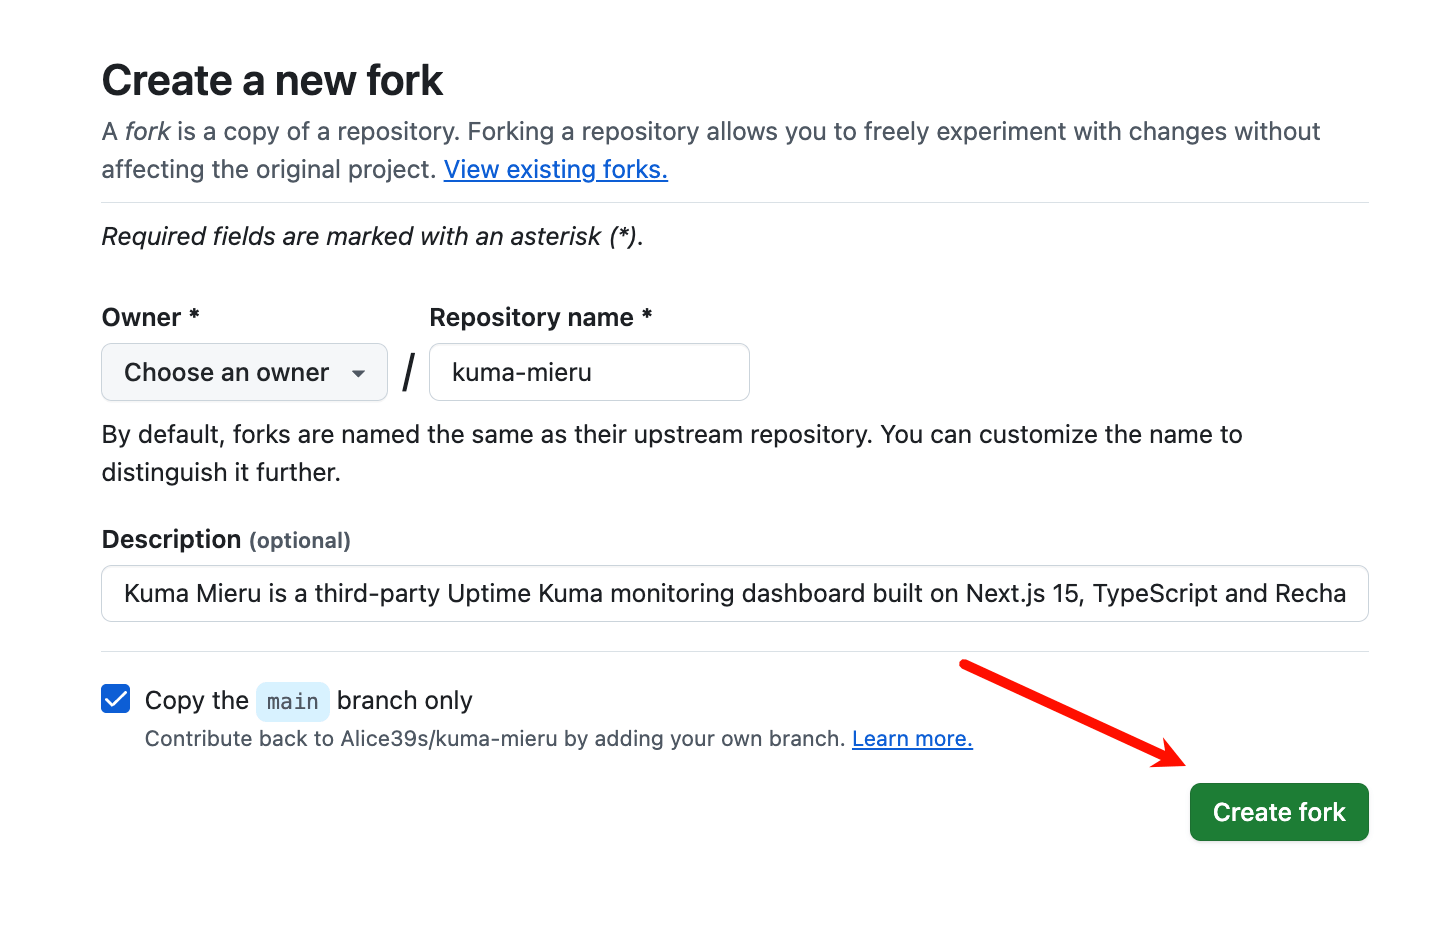 Create a new fork
A fork is a copy of a repository. Forking a repository allows you to freely experiment with changes without
affecting the original project. View existing forks.
Required fields are marked with an asterisk (*).
Owner *
Repository name *
Choose an owner / kuma-mieru
By default, forks are named the same as their upstream repository. You can customize the name to
distinguish it further.
Description (optional)
Kuma Mieru is a third-party Uptime Kuma monitoring dashboard built on Next.js 15, TypeScript and Recha
Copy the main branch only
Contribute back to Alice39s/kuma-mieru by adding your own branch. Learn more.
Create fork